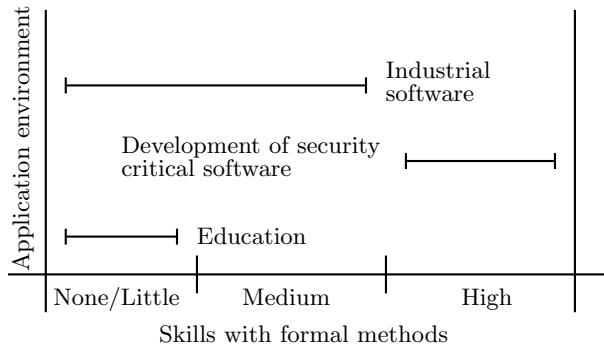 Application environment
Industrial
software
Development of security
critical software
Education
None/Little
Medium
High
Skills with formal methods